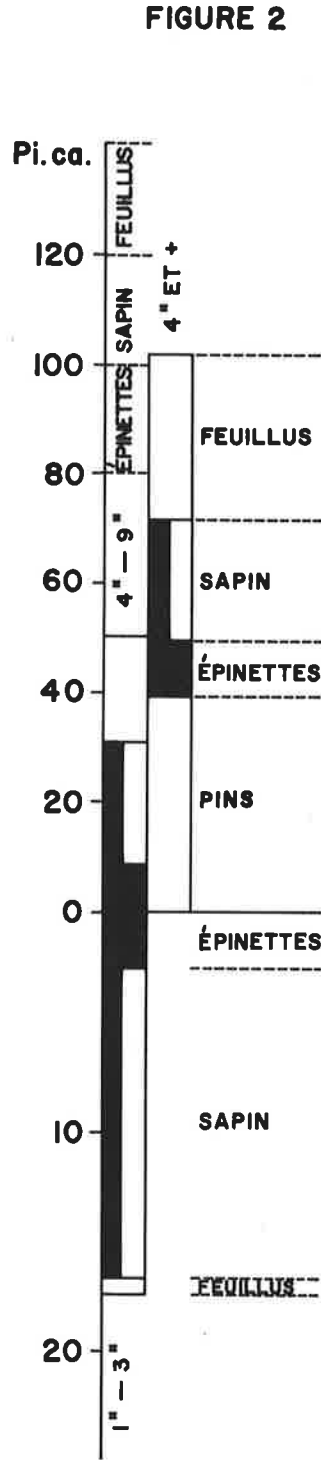 FIGURE 2
Pi. ca.
FEUILLUS
120
SAPIN
4" ET +
100
ÉPINETTES
FEUILLUS
80
4" — 9"
60
SAPIN
ÉPINETTES
40
20
PINS
0
ÉPINETTES
10
SAPIN
FEUILLUS
20
1" — 3"